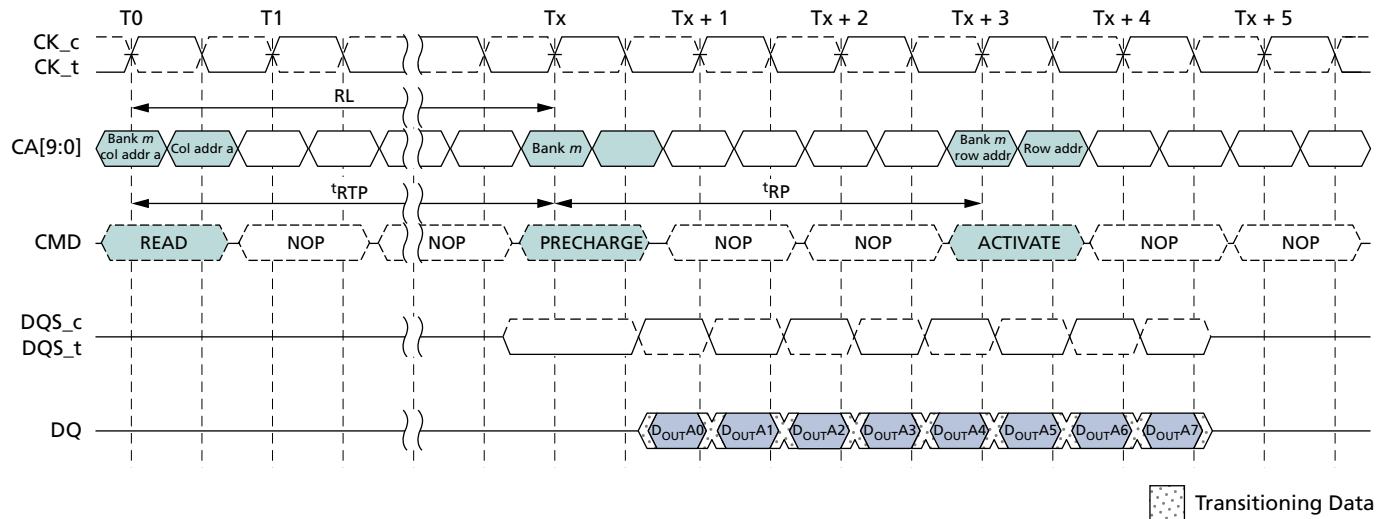 T0 T1 Tx Tx + 1 Tx + 2 Tx + 3 Tx + 4 Tx + 5
CK_c
CK_t
RL
CA[9:0] Bank m col addr a Col addr a Bank m Bank m row addr Row addr
tRTP tRP
CMD READ NOP NOP PRECHARGE NOP NOP ACTIVATE NOP NOP
DQS_c
DQS_t
DQ DOUTA0 DOUTA1 DOUTA2 DOUTA3 DOUTA4 DOUTA5 DOUTA6 DOUTA7
Transitioning Data